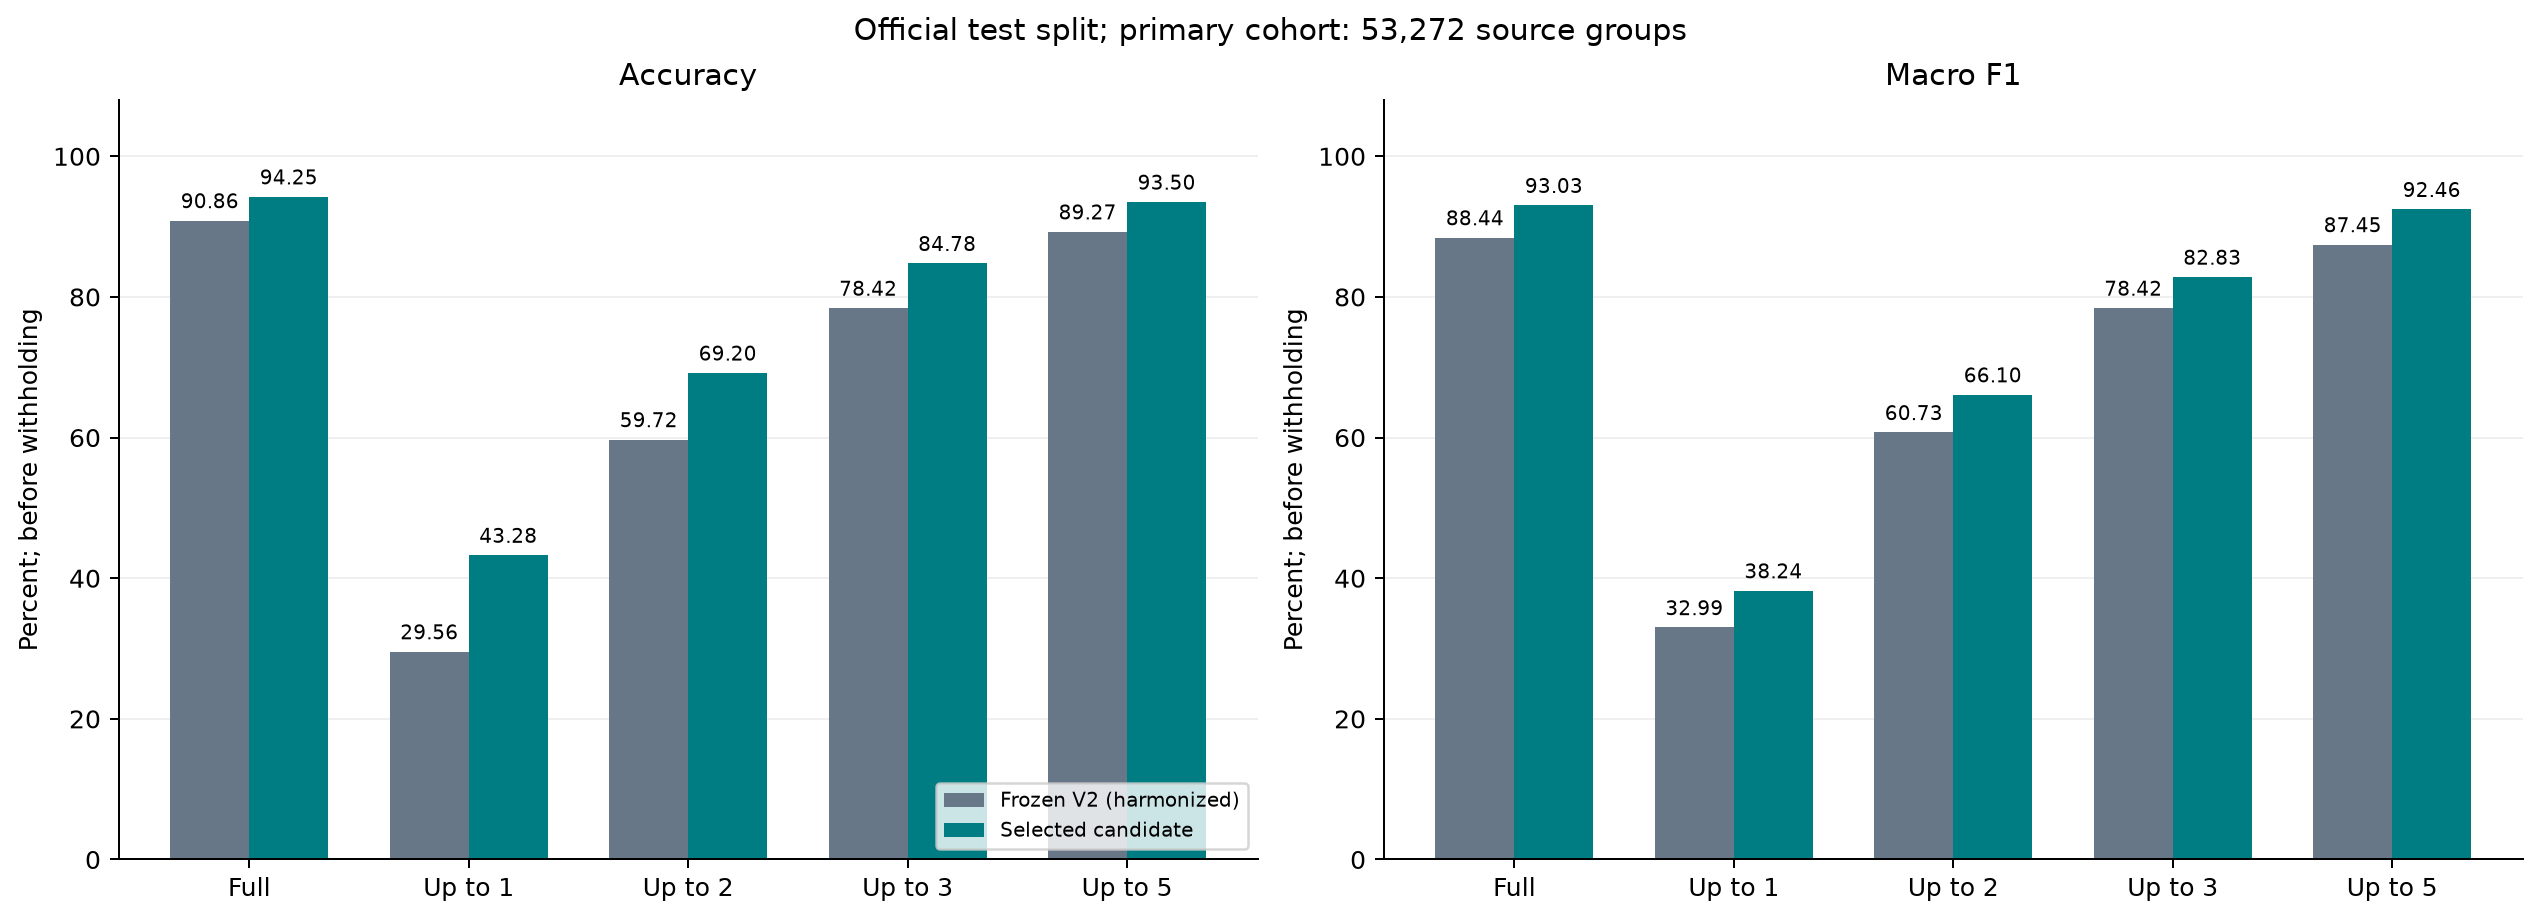 Official test split; primary cohort: 53,272 source groups
Accuracy
Percent; before withholding
100
80
60
40
20
0
90.86
94.25
29.56
43.28
59.72
69.20
78.42
84.78
89.27
93.50
Frozen V2 (harmonized)
Selected candidate
Full
Up to 1
Up to 2
Up to 3
Up to 5
Macro F1
Percent; before withholding
100
80
60
40
20
0
88.44
93.03
32.99
38.24
60.73
66.10
78.42
82.83
87.45
92.46
Full
Up to 1
Up to 2
Up to 3
Up to 5